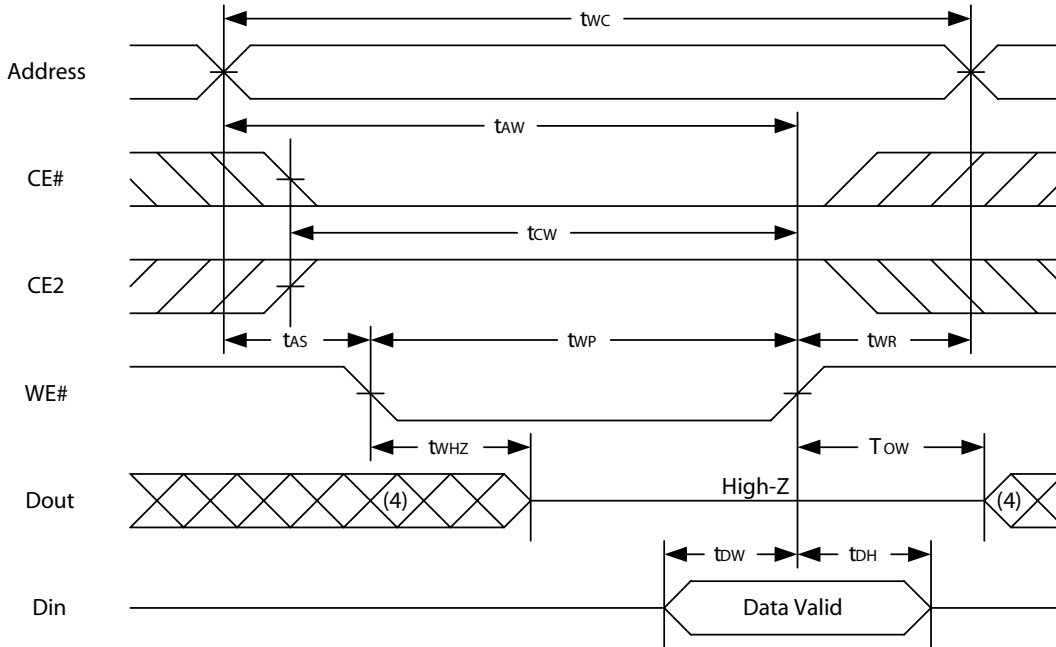 tWC
Address
tAW
CE#
tCW
CE2
tAS tWP tWR
WE#
tWHZ TOW
Dout (4) High-Z (4)
tDW tDH
Din Data Valid